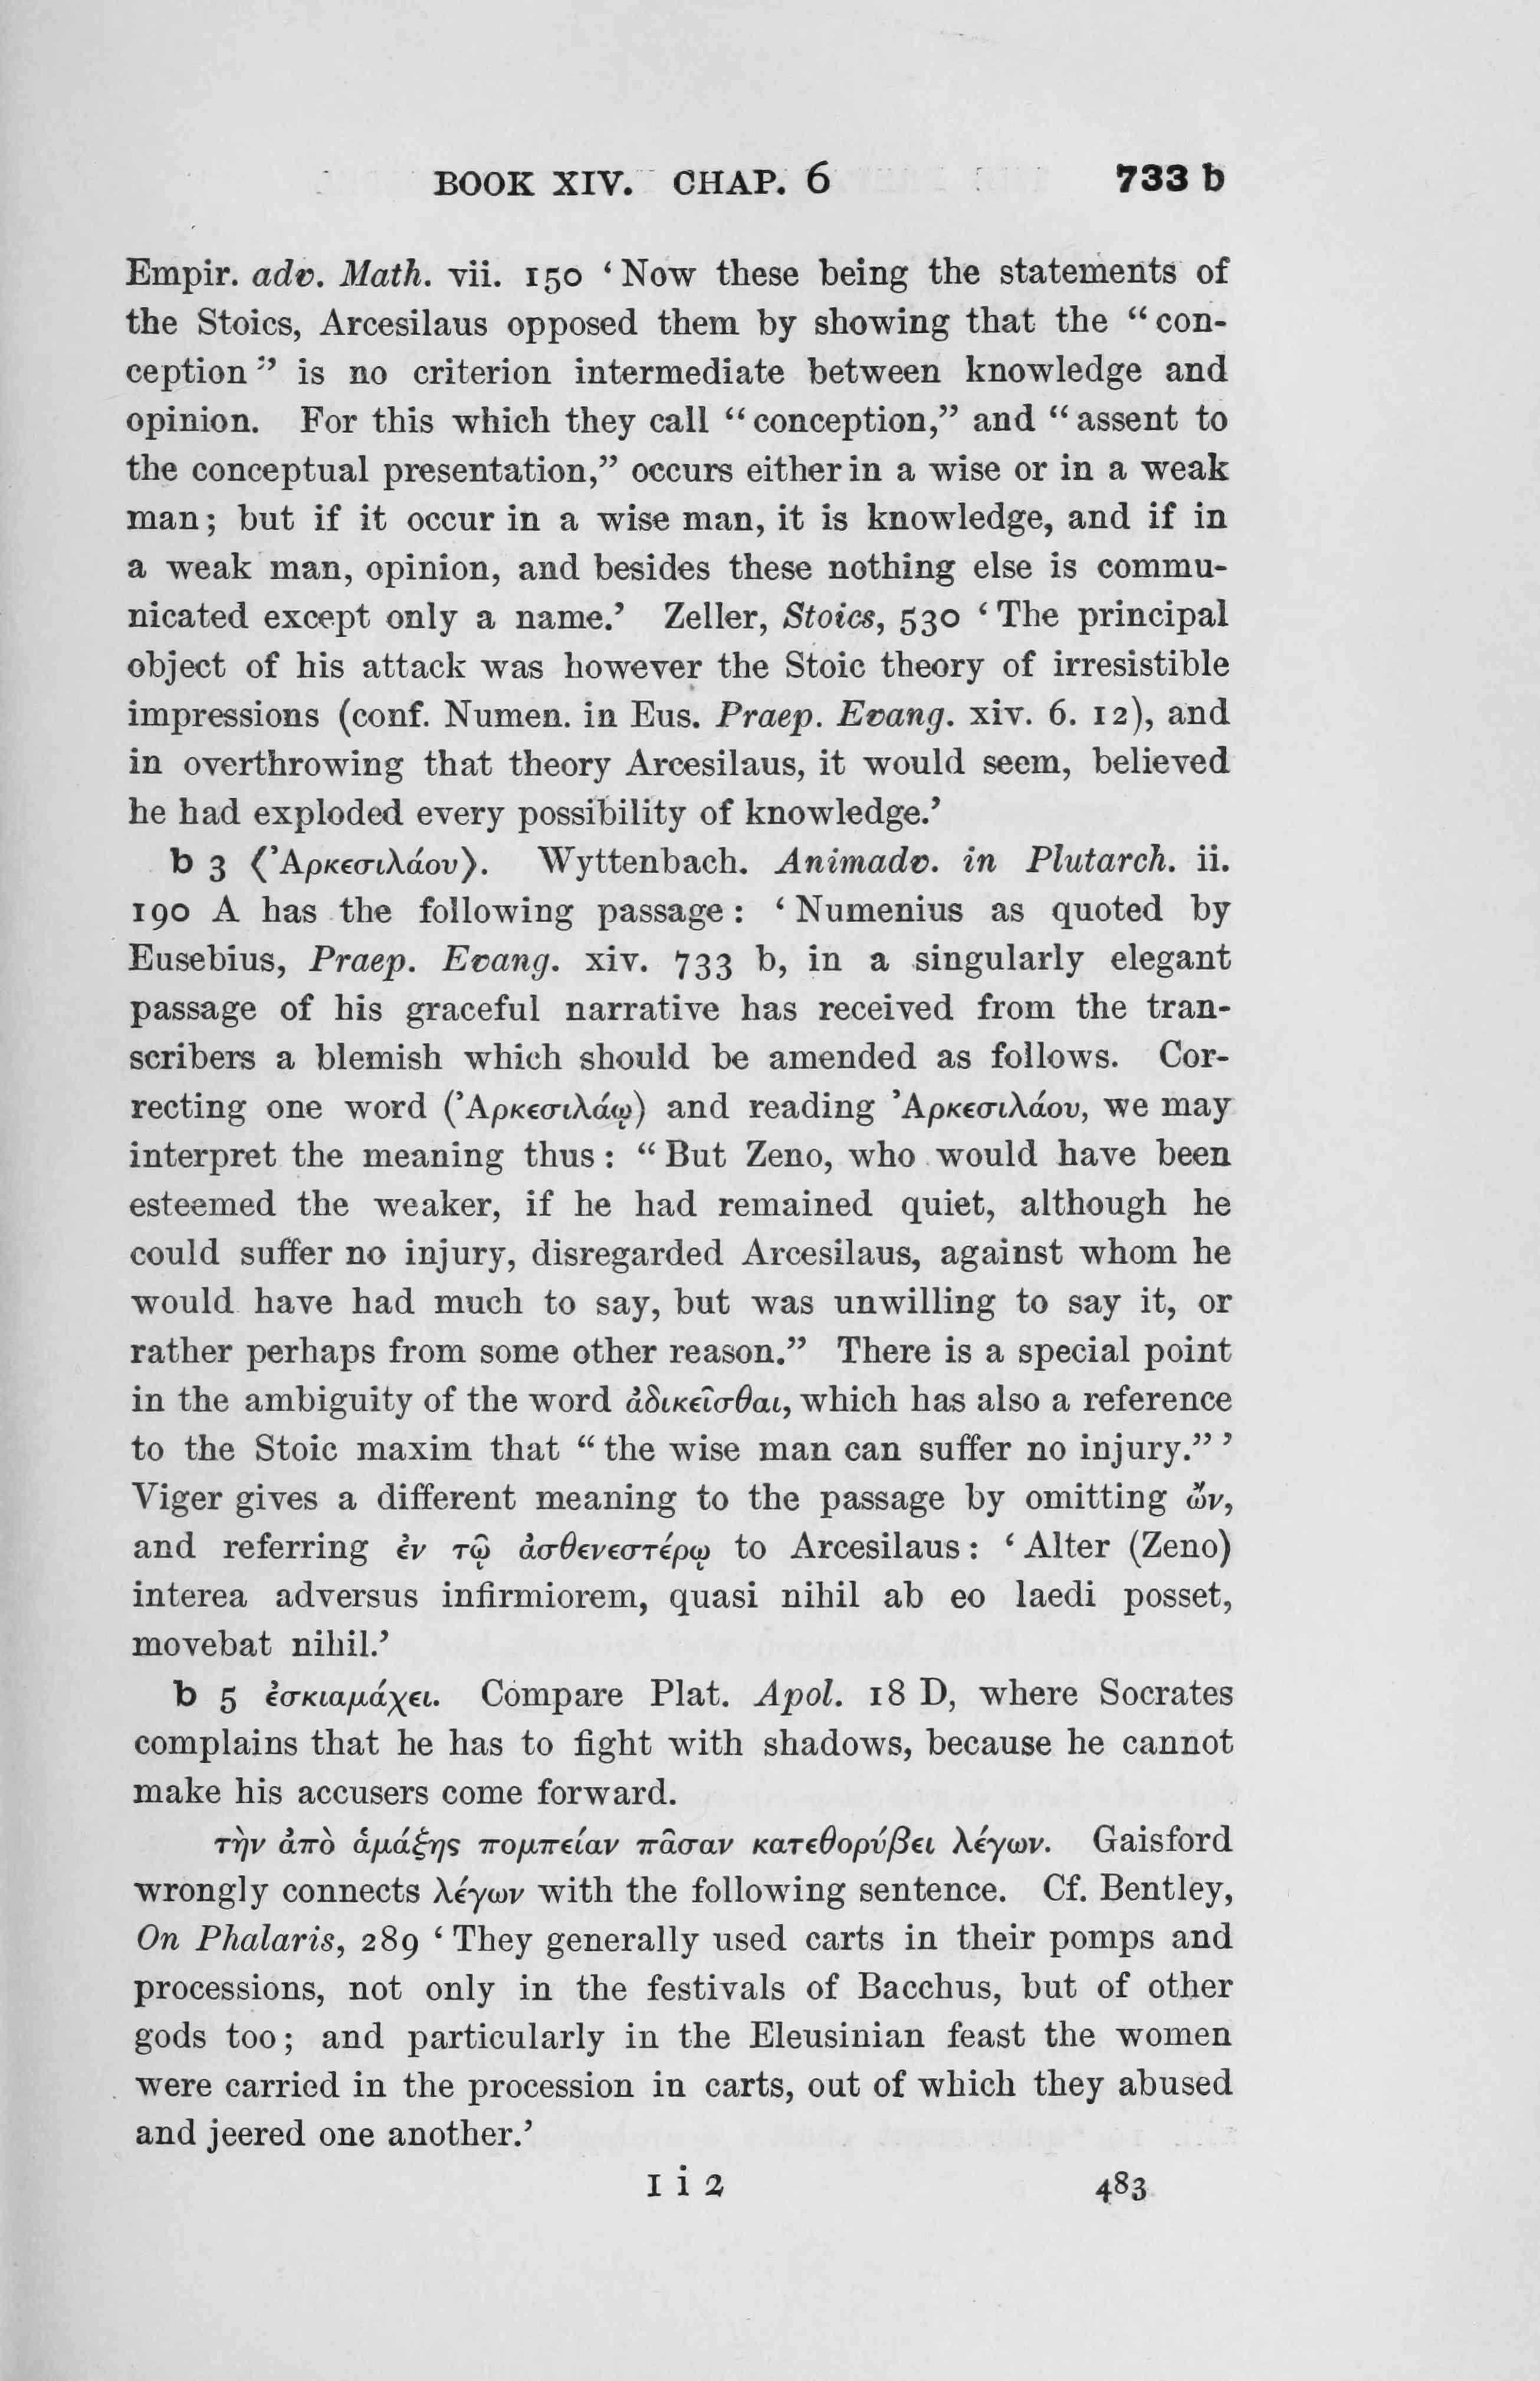 BOOK XIV. CHAP. 6 733 b
Empir. adv. Math. vii. 150 ‘Now these being the statements of
the Stoics, Arcesilaus opposed them by showing that the “con-
ception” is no criterion intermediate between knowledge and
opinion. For this which they call “conception,” and “assent to
the conceptual presentation,” occurs either in a wise or in a weak
man; but if it occur in a wise man, it is knowledge, and if in
a weak man, opinion, and besides these nothing else is commu-
nicated except only a name.’ Zeller, Stoics, 530 ‘The principal
object of his attack was however the Stoic theory of irresistible
impressions (conf. Numen. in Eus. Praep. Evang. xiv. 6. 12), and
in overthrowing that theory Arcesilaus, it would seem, believed
he had exploded every possibility of knowledge.’
b 3 ⟨Ἀρκεσιλάου⟩. Wyttenbach. Animadv. in Plutarch. ii.
190 A has the following passage: ‘Numenius as quoted by
Eusebius, Praep. Evang. xiv. 733 b, in a singularly elegant
passage of his graceful narrative has received from the tran-
scribers a blemish which should be amended as follows. Cor-
recting one word (Ἀρκεσιλάῳ) and reading Ἀρκεσιλάου, we may
interpret the meaning thus: “But Zeno, who would have been
esteemed the weaker, if he had remained quiet, although he
could suffer no injury, disregarded Arcesilaus, against whom he
would have had much to say, but was unwilling to say it, or
rather perhaps from some other reason.” There is a special point
in the ambiguity of the word ἀδικεῖσθαι, which has also a reference
to the Stoic maxim that “the wise man can suffer no injury.”’
Viger gives a different meaning to the passage by omitting ὤν,
and referring ἐν τῷ ἀσθενεστέρῳ to Arcesilaus: ‘Alter (Zeno)
interea adversus infirmiorem, quasi nihil ab eo laedi posset,
movebat nihil.’
b 5 ἐσκιαμάχει. Compare Plat. Apol. 18 D, where Socrates
complains that he has to fight with shadows, because he cannot
make his accusers come forward.
τὴν ἀπὸ ἁμάξης πομπείαν πᾶσαν κατεθορύβει λέγων. Gaisford
wrongly connects λέγων with the following sentence. Cf. Bentley,
On Phalaris, 289 ‘They generally used carts in their pomps and
processions, not only in the festivals of Bacchus, but of other
gods too; and particularly in the Eleusinian feast the women
were carried in the procession in carts, out of which they abused
and jeered one another.’
I i 2 483